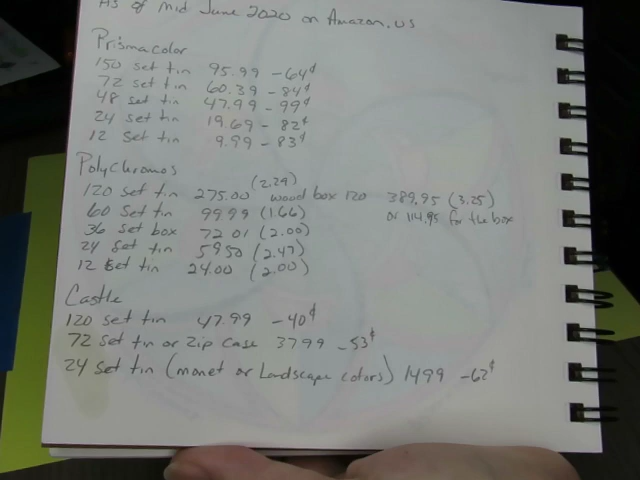 As of mid June 2020 on Amazon.us
Prismacolor
150 set tin 95.99 - 64¢
72 set tin 60.39 - 84¢
48 set tin 47.99 - 99¢
24 set tin 19.69 - 82¢
12 set tin 9.99 - 83¢
Polychromos
120 set tin 275.00 (2.29) wood box 120 389.95 (3.25)
or 114.95 for the box
60 set tin 99.99 (1.66)
36 set box 72.01 (2.00)
24 set tin 59.50 (2.47)
12 set tin 24.00 (2.00)
Castle
120 set tin 47.99 - 40¢
72 set tin or zip case 37.99 - 53¢
24 set tin (monet or Landscape colors) 14.99 - 62¢